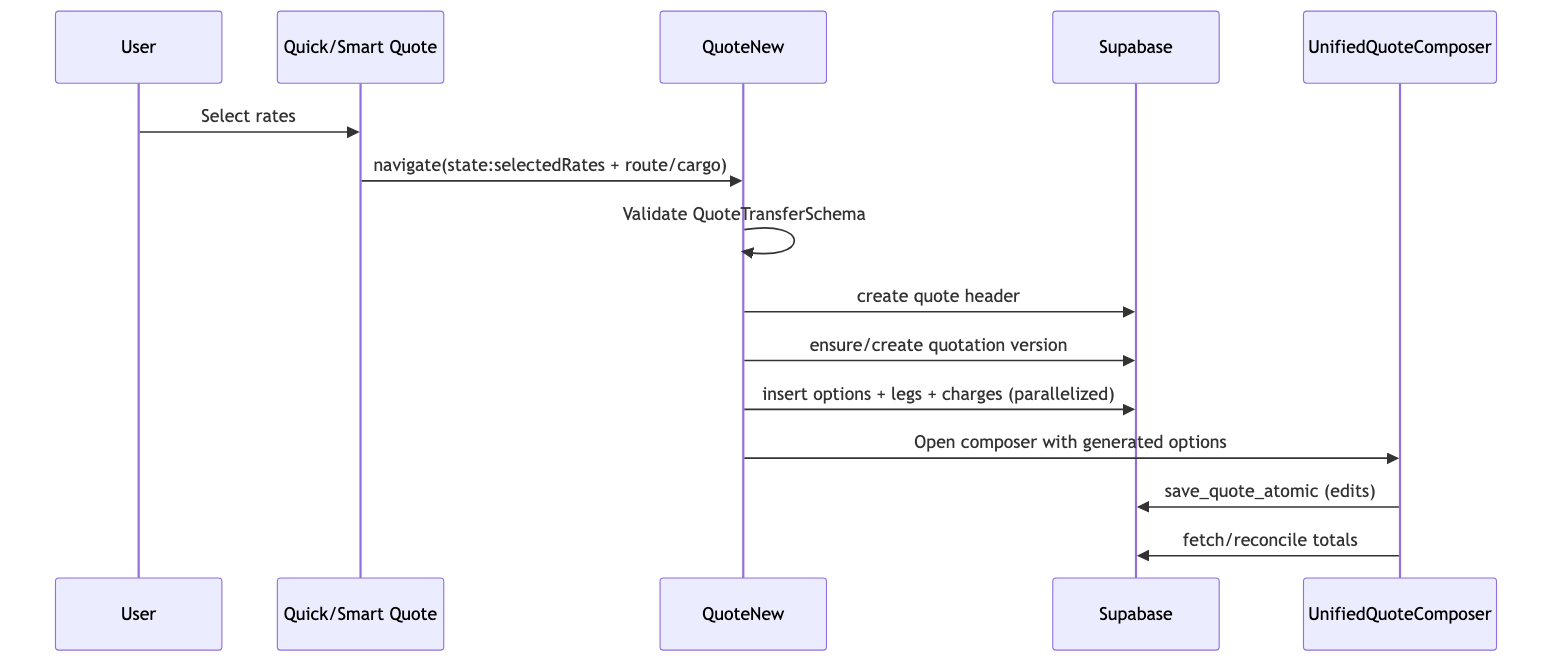 User
Quick/Smart Quote
QuoteNew
Supabase
UnifiedQuoteComposer
Select rates
navigate(state:selectedRates + route/cargo)
Validate QuoteTransferSchema
create quote header
ensure/create quotation version
insert options + legs + charges (parallelized)
Open composer with generated options
save_quote_atomic (edits)
fetch/reconcile totals
User
Quick/Smart Quote
QuoteNew
Supabase
UnifiedQuoteComposer